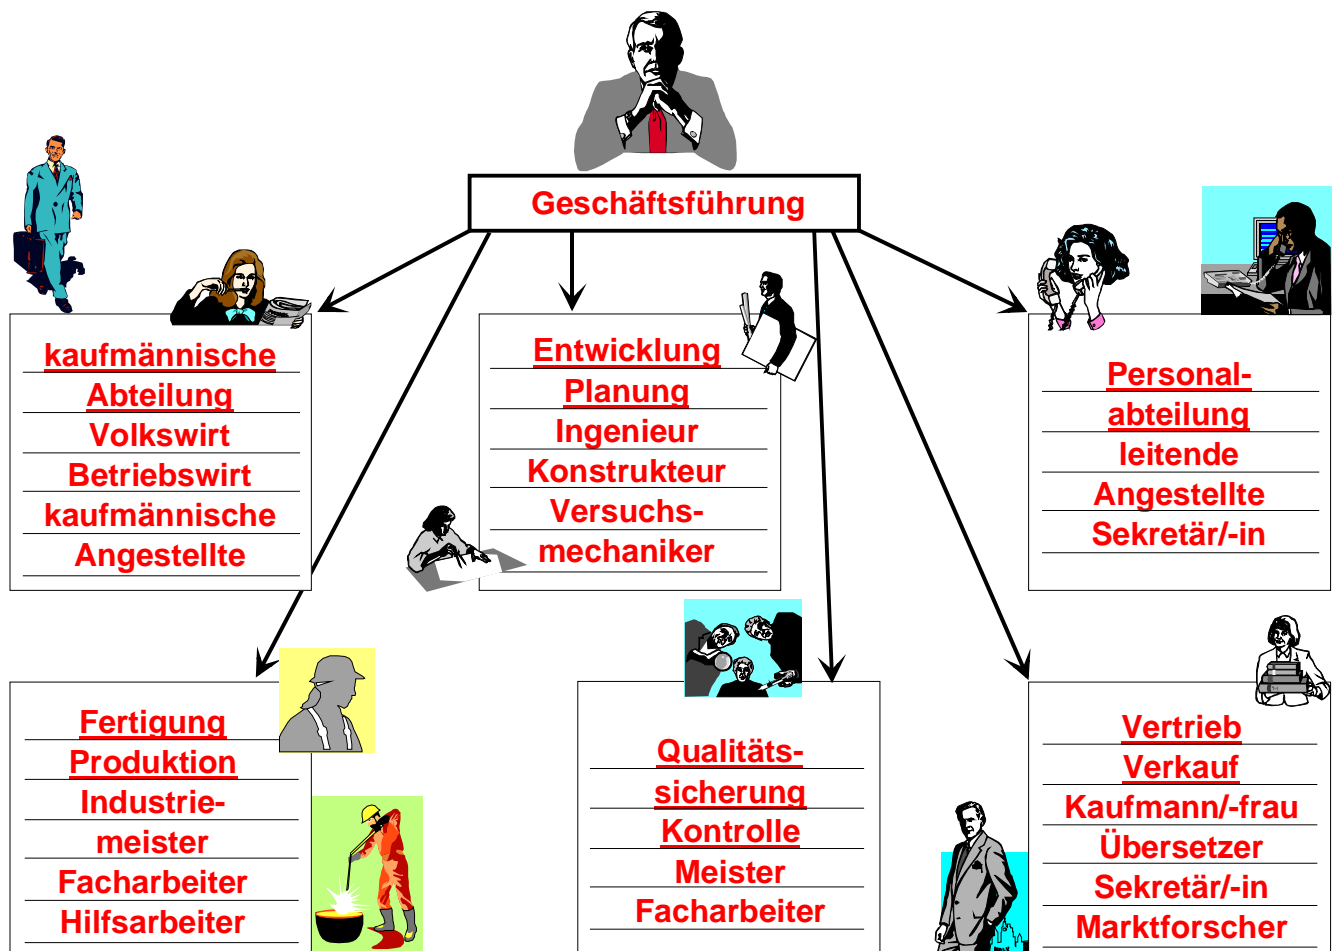 Geschäftsführung
kaufmännische
Abteilung
Volkswirt
Betriebswirt
kaufmännische
Angestellte
Entwicklung
Planung
Ingenieur
Konstrukteur
Versuchs-
mechaniker
Personal-
abteilung
leitende
Angestellte
Sekretär/-in
Fertigung
Produktion
Industrie-
meister
Facharbeiter
Hilfsarbeiter
Qualitäts-
sicherung
Kontrolle
Meister
Facharbeiter
Vertrieb
Verkauf
Kaufmann/-frau
Übersetzer
Sekretär/-in
Marktforscher